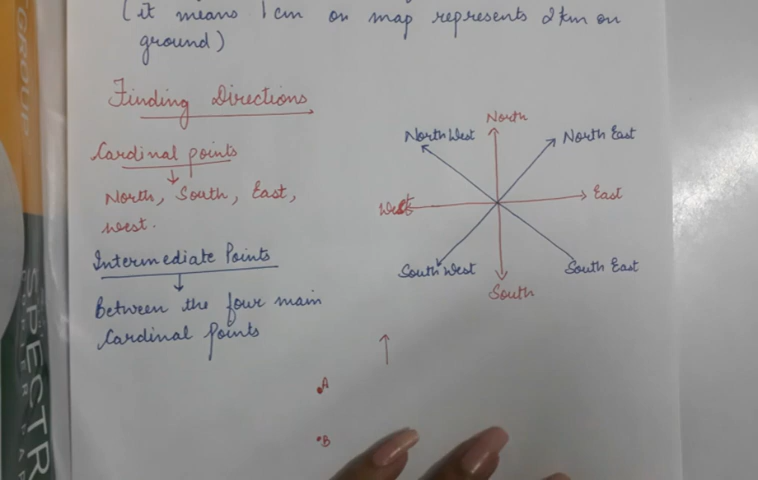 (it means 1 cm on map represents 2 km on
ground)
Finding Directions
Cardinal points
North, South, East,
west.
Intermediate Points
Between the four main
Cardinal Points
North
North West
North East
West
East
South West
South East
South
A
B
GROUP
SPECTR